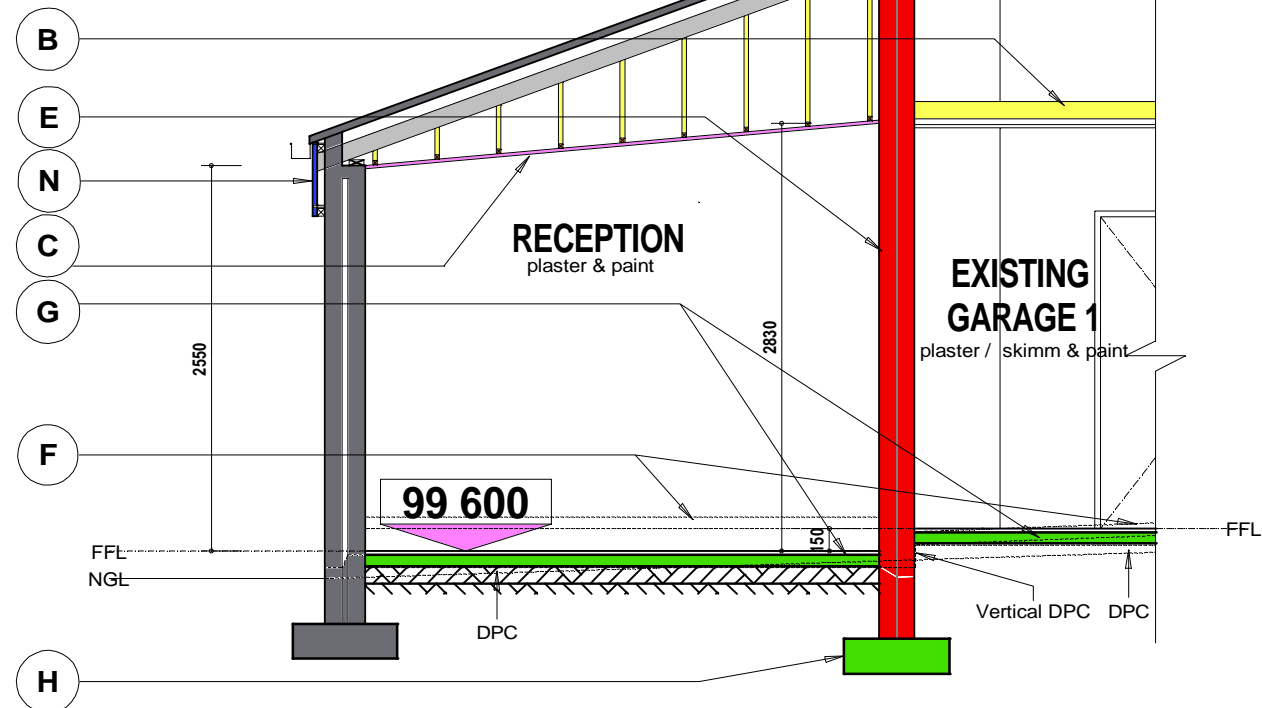 B
E
N
C
G
F
H
RECEPTION
plaster & paint
EXISTING
GARAGE 1
plaster / skimm & paint
2550
2830
150
99 600
FFL
NGL
FFL
DPC
Vertical DPC
DPC